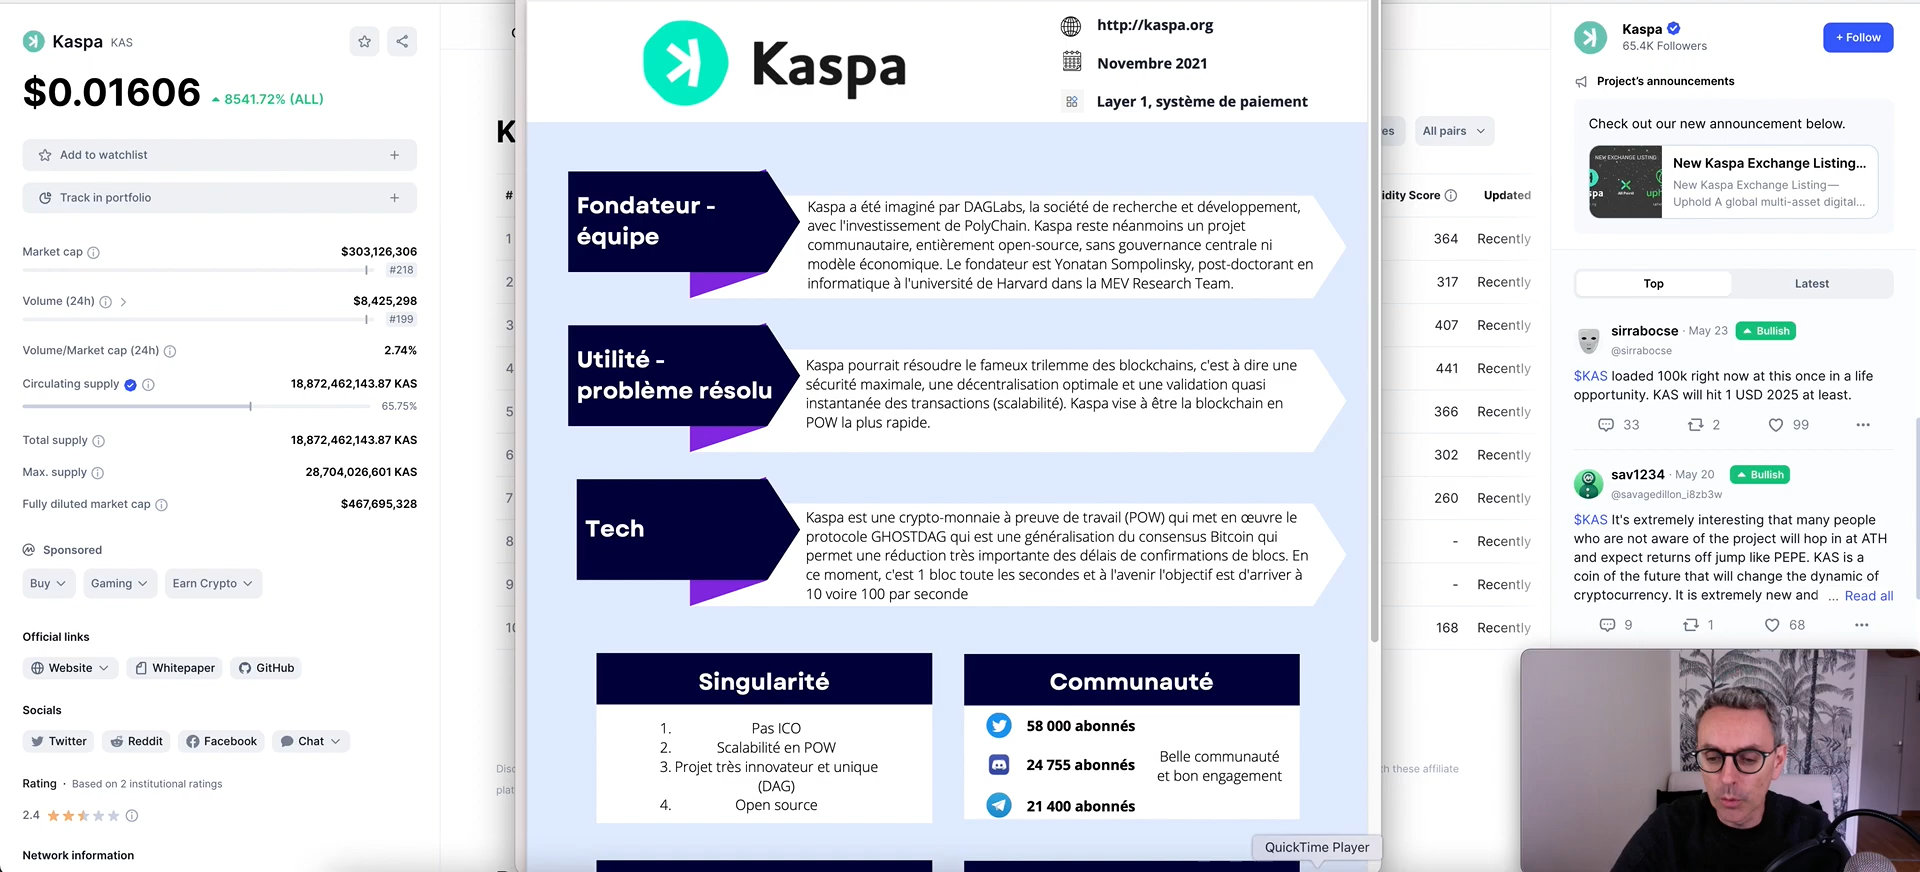 Kaspa KAS
$0.01606 8541.72% (ALL)
Add to watchlist
Track in portfolio
Market cap $303,126,306
#218
Volume (24h) $8,425,298
#199
Volume/Market cap (24h) 2.74%
Circulating supply 18,872,462,143.87 KAS
65.75%
Total supply 18,872,462,143.87 KAS
Max. supply 28,704,026,601 KAS
Fully diluted market cap $467,695,328
Sponsored
Buy Gaming Earn Crypto
Official links
Website Whitepaper GitHub
Socials
Twitter Reddit Facebook Chat
Rating · Based on 2 institutional ratings
2.4
Network information
K
#
1
2
3
4
5
6
7
8
9
Disc
plat
Kaspa
http://kaspa.org
Novembre 2021
Layer 1, système de paiement
Fondateur -
équipe
Kaspa a été imaginé par DAGLabs, la société de recherche et développement,
avec l'investissement de PolyChain. Kaspa reste néanmoins un projet
communautaire, entièrement open-source, sans gouvernance centrale ni
modèle économique. Le fondateur est Yonatan Sompolinsky, post-doctorant en
informatique à l'université de Harvard dans la MEV Research Team.
Utilité -
problème résolu
Kaspa pourrait résoudre le fameux trilemme des blockchains, c'est à dire une
sécurité maximale, une décentralisation optimale et une validation quasi
instantanée des transactions (scalabilité). Kaspa vise à être la blockchain en
POW la plus rapide.
Tech
Kaspa est une crypto-monnaie à preuve de travail (POW) qui met en œuvre le
protocole GHOSTDAG qui est une généralisation du consensus Bitcoin qui
permet une réduction très importante des délais de confirmations de blocs. En
ce moment, c'est 1 bloc toute les secondes et à l'avenir l'objectif est d'arriver à
10 voire 100 par seconde
Singularité
1. Pas ICO
2. Scalabilité en POW
3. Projet très innovateur et unique
(DAG)
4. Open source
Communauté
58 000 abonnés
24 755 abonnés
21 400 abonnés
Belle communauté
et bon engagement
QuickTime Player
es All pairs
idity Score Updated
364 Recently
317 Recently
407 Recently
441 Recently
366 Recently
302 Recently
260 Recently
- Recently
- Recently
168 Recently
h these affiliate
Kaspa
65.4K Followers
+ Follow
Project's announcements
Check out our new announcement below.
NEW EXCHANGE LISTING
spa
uph
New Kaspa Exchange Listing...
New Kaspa Exchange Listing—
Uphold A global multi-asset digital...
Top Latest
sirrabocse · May 23 Bullish
@sirrabocse
$KAS loaded 100k right now at this once in a life
opportunity. KAS will hit 1 USD 2025 at least.
33 2 99
sav1234 · May 20 Bullish
@savagedillon_i8zb3w
$KAS It's extremely interesting that many people
who are not aware of the project will hop in at ATH
and expect returns off jump like PEPE. KAS is a
coin of the future that will change the dynamic of
cryptocurrency. It is extremely new and ... Read all
9 1 68